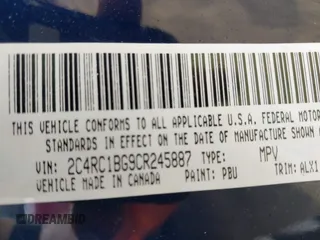 THIS VEHICLE CONFORMS TO ALL APPLICABLE U.S.A. FEDERAL MOTOR
STANDARDS IN EFFECT ON THE DATE OF MANUFACTURE SHOWN
VIN: 2C4RC1BG9CR245887 TYPE: MPV
VEHICLE MADE IN CANADA PAINT: PBU TRIM: ALX1
DREAMBID